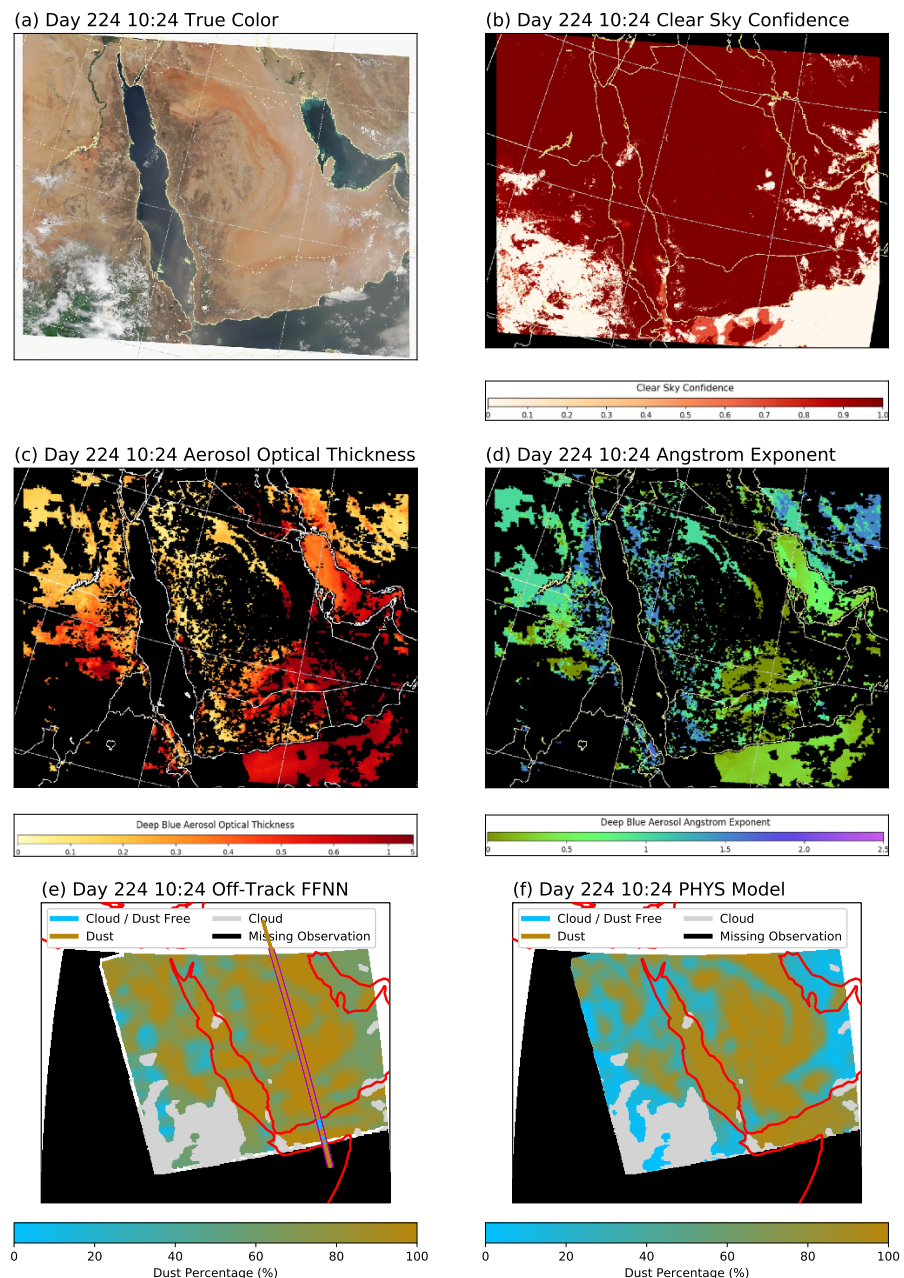 (a) Day 224 10:24 True Color
(b) Day 224 10:24 Clear Sky Confidence
Clear Sky Confidence
0 0.1 0.2 0.3 0.4 0.5 0.6 0.7 0.8 0.9 1.0
(c) Day 224 10:24 Aerosol Optical Thickness
(d) Day 224 10:24 Angstrom Exponent
Deep Blue Aerosol Optical Thickness
0 0.1 0.2 0.3 0.4 0.5 0.8 1 5
Deep Blue Aerosol Angstrom Exponent
0 0.5 1 1.5 2.0 2.5
(e) Day 224 10:24 Off-Track FFNN
Cloud / Dust Free Cloud
Dust Missing Observation
(f) Day 224 10:24 PHYS Model
Cloud / Dust Free Cloud
Dust Missing Observation
0 20 40 60 80 100
Dust Percentage (%)
0 20 40 60 80 100
Dust Percentage (%)